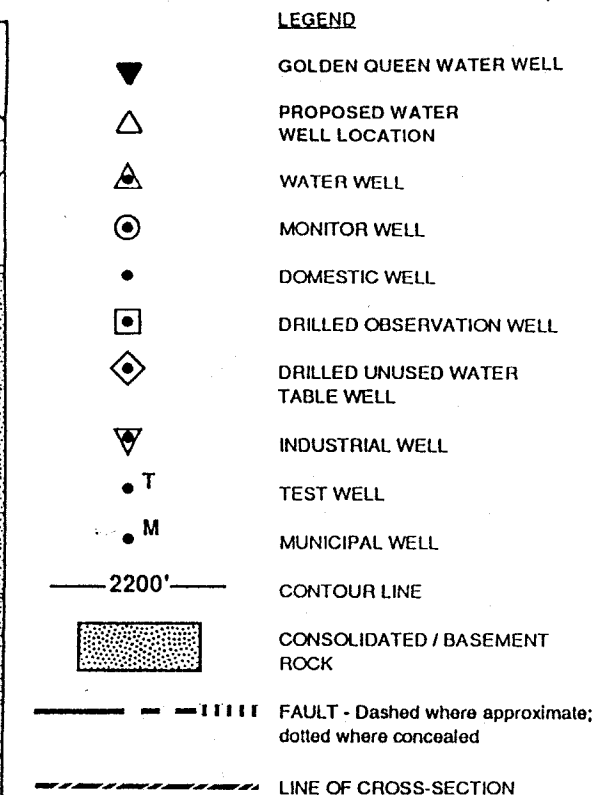 LEGEND
GOLDEN QUEEN WATER WELL
PROPOSED WATER
WELL LOCATION
WATER WELL
MONITOR WELL
DOMESTIC WELL
DRILLED OBSERVATION WELL
DRILLED UNUSED WATER
TABLE WELL
INDUSTRIAL WELL
T TEST WELL
M MUNICIPAL WELL
2200' CONTOUR LINE
CONSOLIDATED / BASEMENT
ROCK
FAULT - Dashed where approximate;
dotted where concealed
LINE OF CROSS-SECTION